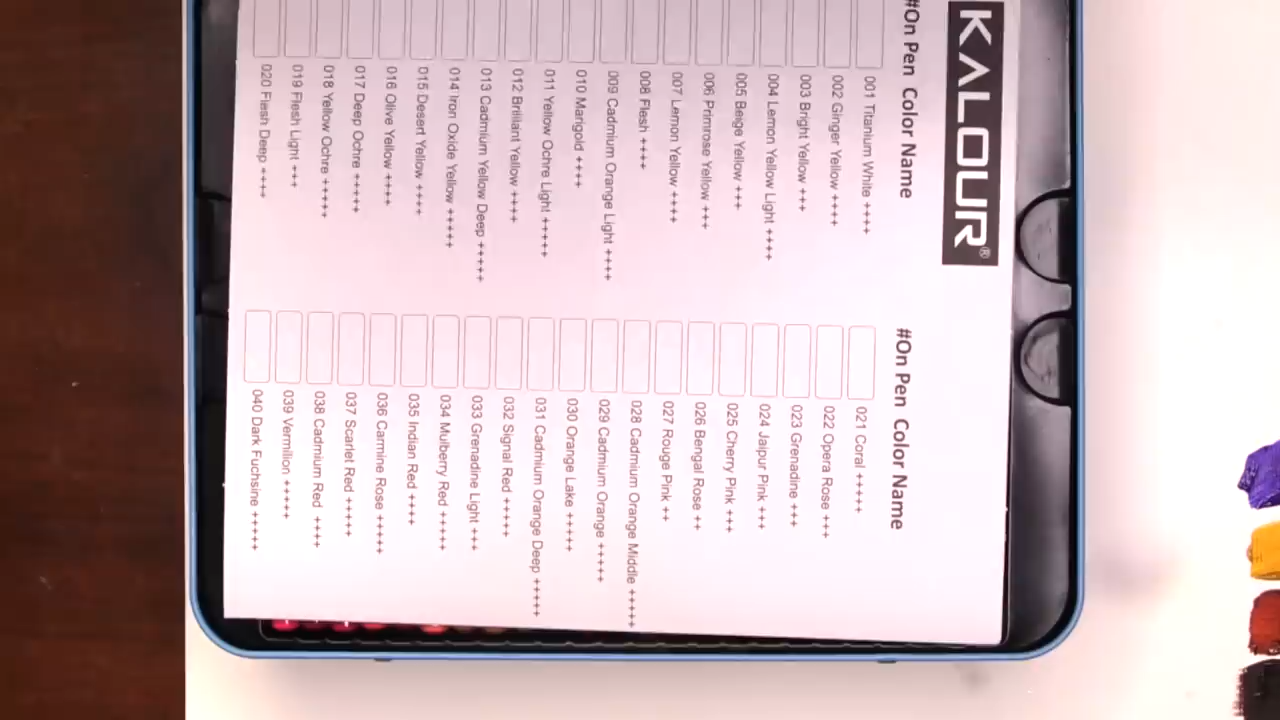 KALOUR®
#On Pen Color Name
001 Titanium White ++++
002 Ginger Yellow ++++
003 Bright Yellow +++
004 Lemon Yellow Light ++++
005 Beige Yellow +++
006 Primrose Yellow +++
007 Lemon Yellow ++++
008 Flesh ++++
009 Cadmium Orange Light ++++
010 Marigold ++++
011 Yellow Ochre Light +++++
012 Brilliant Yellow ++++
013 Cadmium Yellow Deep +++++
014 Iron Oxide Yellow +++++
015 Desert Yellow ++++
016 Olive Yellow ++++
017 Deep Ochre +++++
018 Yellow Ochre +++++
019 Flesh Light +++
020 Flesh Deep ++++
#On Pen Color Name
021 Coral +++++
022 Opera Rose +++
023 Grenadine +++
024 Jaipur Pink +++
025 Cherry Pink +++
026 Bengal Rose ++
027 Rouge Pink ++
028 Cadmium Orange Middle +++++
029 Cadmium Orange +++++
030 Orange Lake +++++
031 Cadmium Orange Deep +++++
032 Signal Red +++++
033 Grenadine Light +++
034 Mulberry Red +++++
035 Indian Red ++++
036 Carmine Rose +++++
037 Scarlet Red +++++
038 Cadmium Red ++++
039 Vermilion +++++
040 Dark Fuchsine +++++